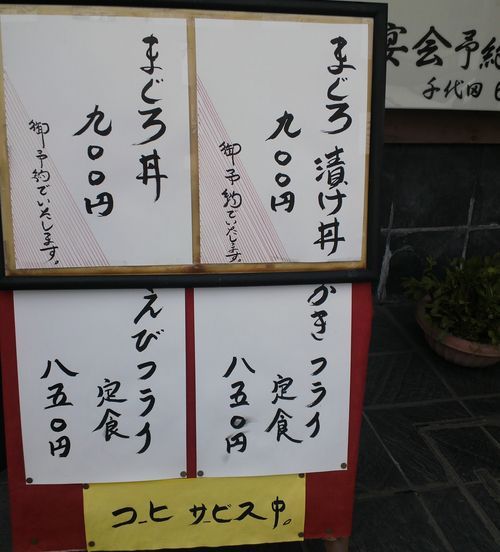 まぐろ漬け丼
九〇〇円
御予約でいたします。
まぐろ丼
九〇〇円
御予約でいたします。
かきフライ
定食
八五〇円
えびフライ
定食
八五〇円
コーヒ サービス中。
宴会予約
千代田